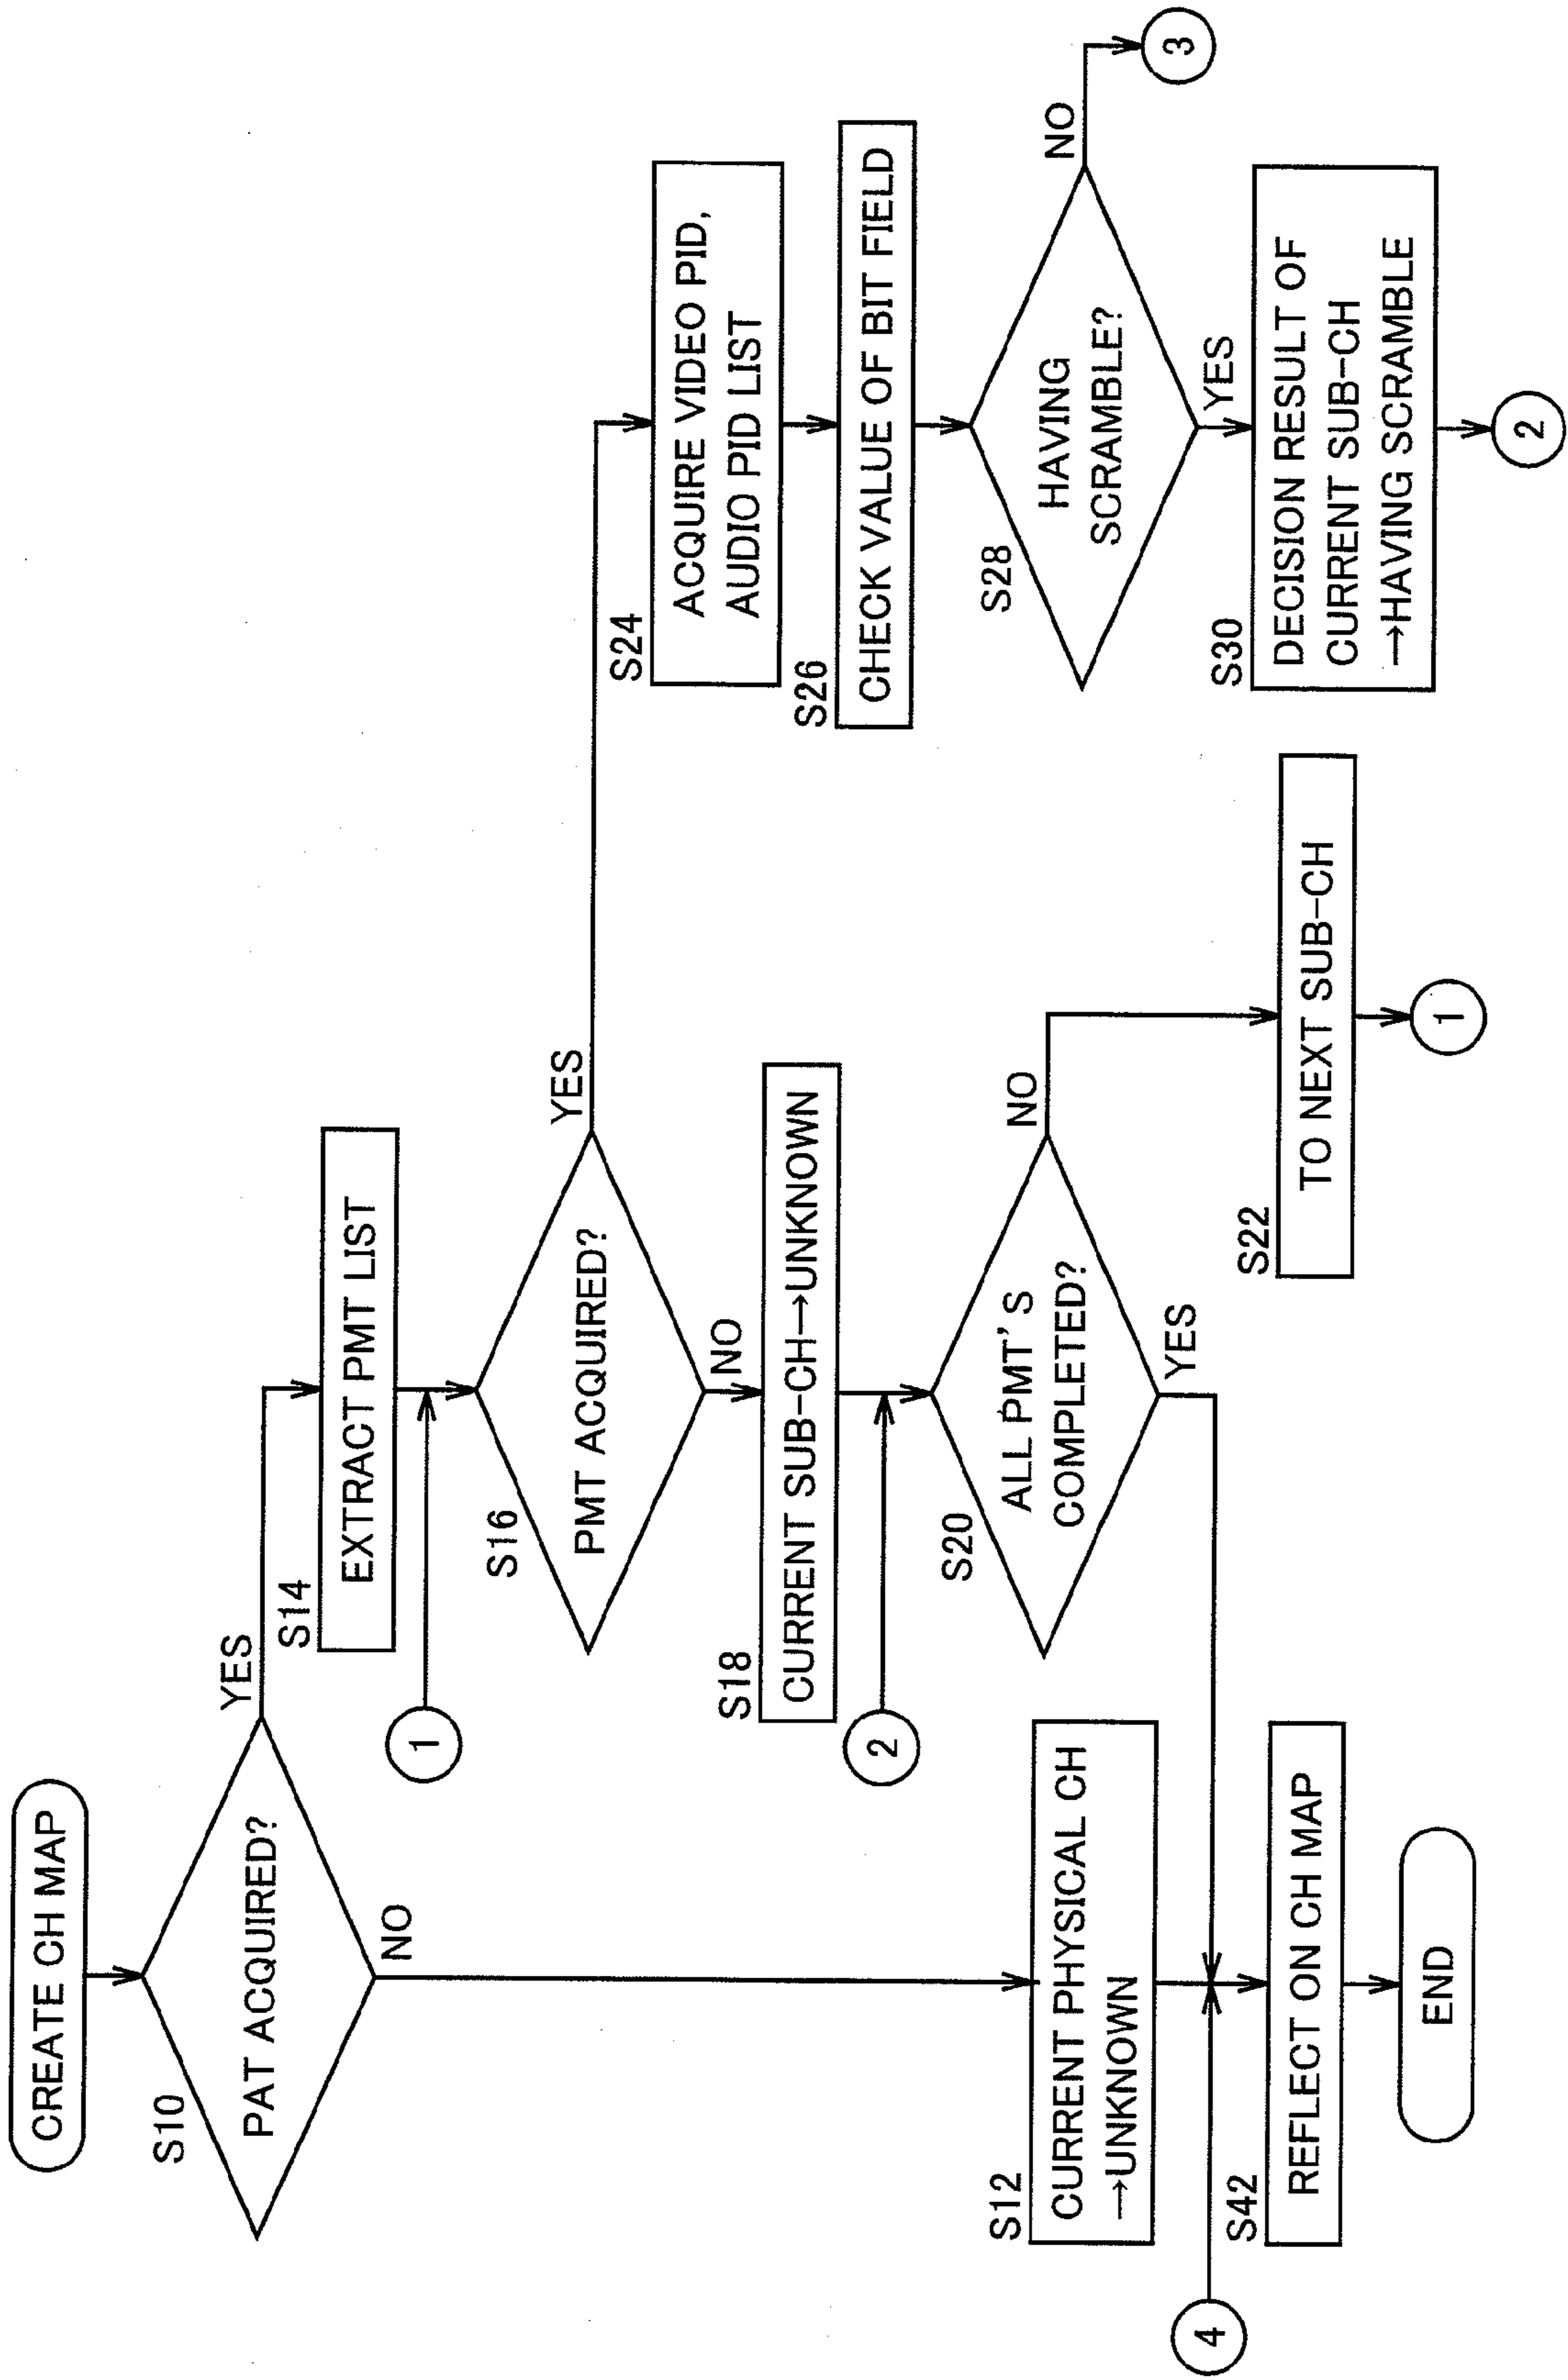 CREATE CH MAP
S10
PAT ACQUIRED?
YES
NO
S12
CURRENT PHYSICAL CH
→UNKNOWN
4
S42
REFLECT ON CH MAP
END
S14
EXTRACT PMT LIST
1
S16
PMT ACQUIRED?
YES
NO
S18
CURRENT SUB-CH→UNKNOWN
2
S20
ALL PMT'S
COMPLETED?
NO
YES
S22
TO NEXT SUB-CH
1
S24
ACQUIRE VIDEO PID,
AUDIO PID LIST
S26
CHECK VALUE OF BIT FIELD
S28
HAVING
SCRAMBLE?
NO
3
YES
S30
DECISION RESULT OF
CURRENT SUB-CH
→HAVING SCRAMBLE
2